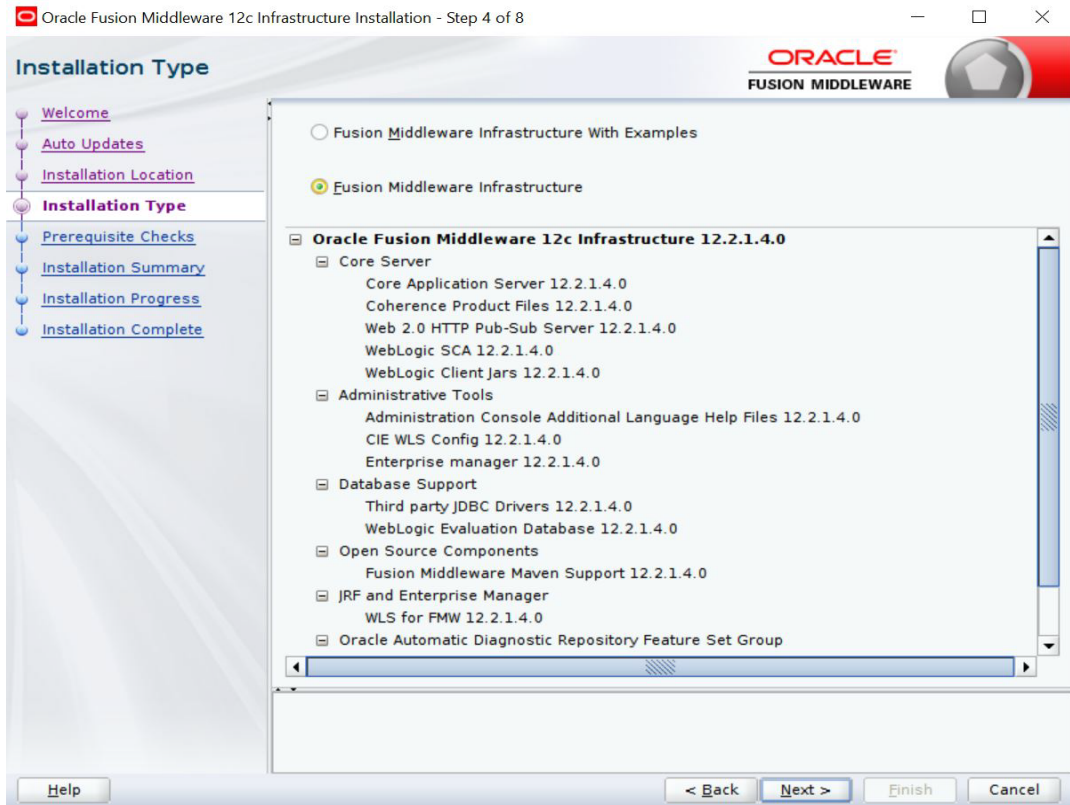 Oracle Fusion Middleware 12c Infrastructure Installation - Step 4 of 8
Installation Type
ORACLE
FUSION MIDDLEWARE
Welcome
Auto Updates
Installation Location
Installation Type
Prerequisite Checks
Installation Summary
Installation Progress
Installation Complete
Fusion Middleware Infrastructure With Examples
Fusion Middleware Infrastructure
Oracle Fusion Middleware 12c Infrastructure 12.2.1.4.0
Core Server
Core Application Server 12.2.1.4.0
Coherence Product Files 12.2.1.4.0
Web 2.0 HTTP Pub-Sub Server 12.2.1.4.0
WebLogic SCA 12.2.1.4.0
WebLogic Client Jars 12.2.1.4.0
Administrative Tools
Administration Console Additional Language Help Files 12.2.1.4.0
CIE WLS Config 12.2.1.4.0
Enterprise manager 12.2.1.4.0
Database Support
Third party JDBC Drivers 12.2.1.4.0
WebLogic Evaluation Database 12.2.1.4.0
Open Source Components
Fusion Middleware Maven Support 12.2.1.4.0
JRF and Enterprise Manager
WLS for FMW 12.2.1.4.0
Oracle Automatic Diagnostic Repository Feature Set Group
Help
< Back
Next >
Finish
Cancel